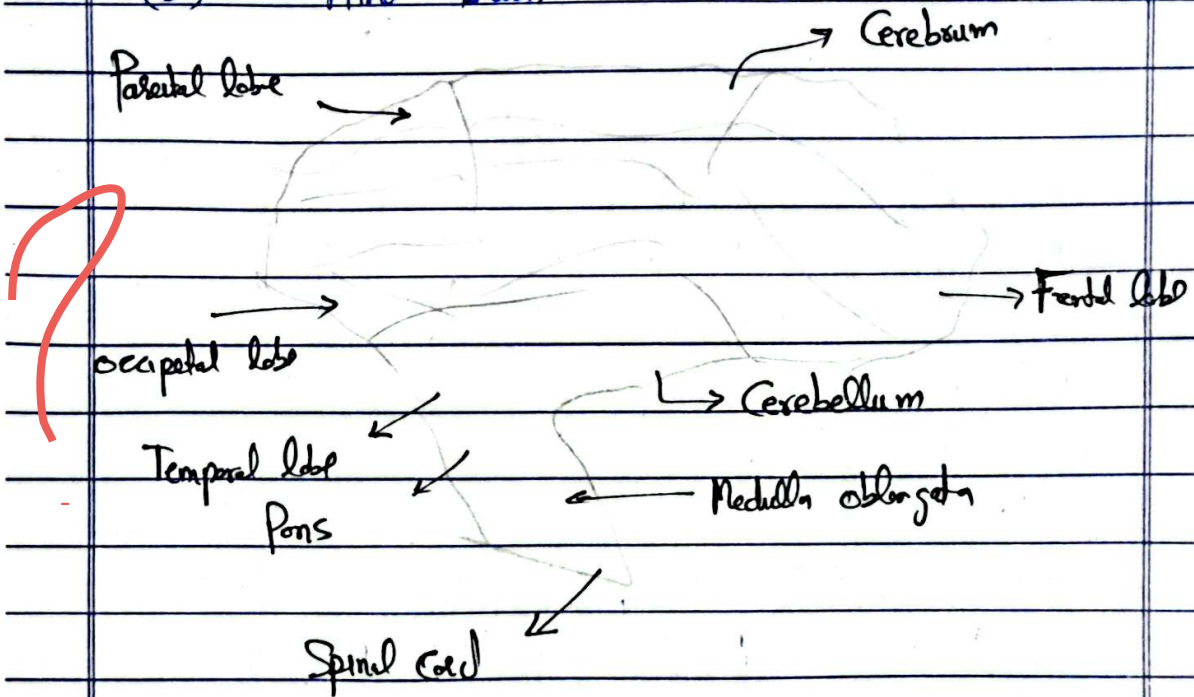 Cerebrum
Parietal lobe
Frontal lobe
occipetal lobe
Cerebellum
Temporal lobe
Medulla oblongata
Pons
Spinal cord